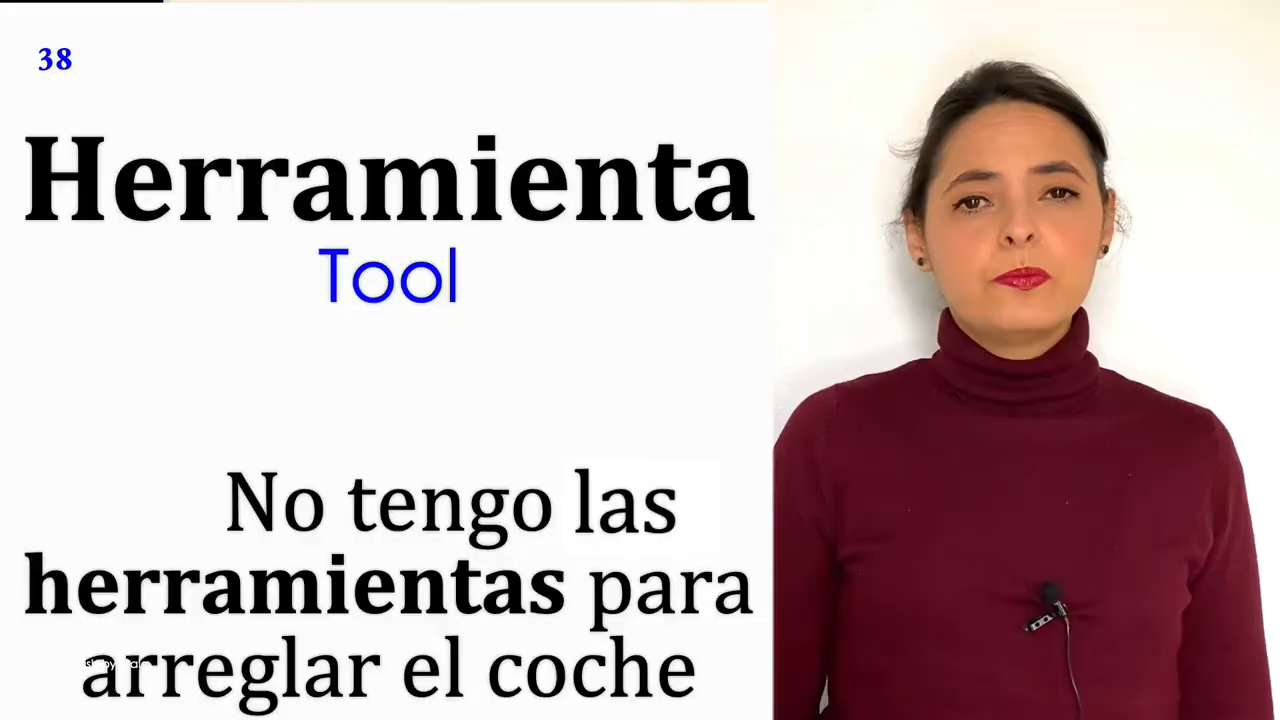 38
Herramienta
Tool
No tengo las
herramientas para
arreglar el coche